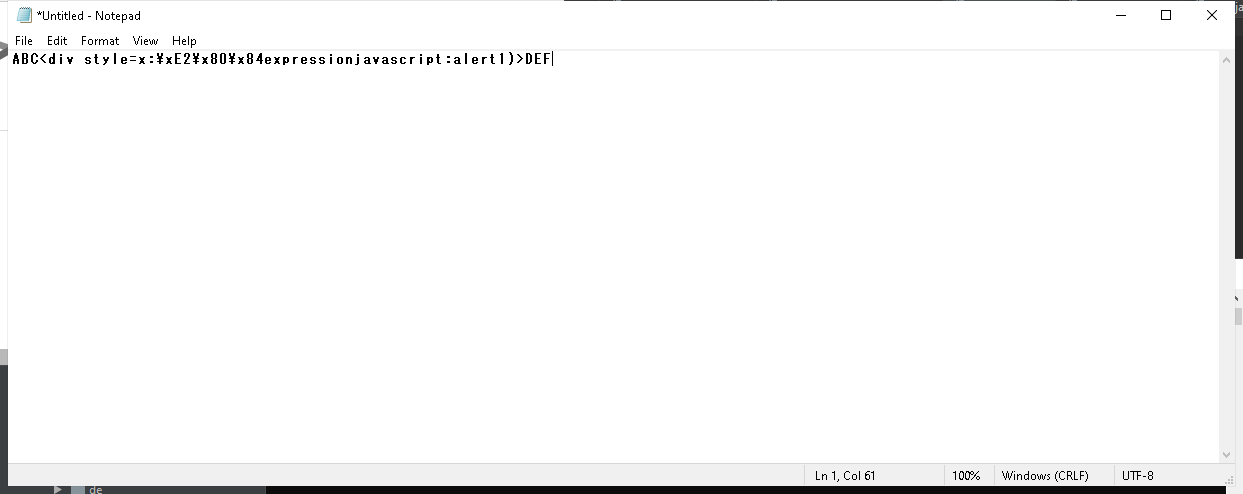 *Untitled - Notepad
File Edit Format View Help
ABC<div style=x:¥xE2¥x80¥x84expressionjavascript:alert1)>DEF
Ln 1, Col 61 100% Windows (CRLF) UTF-8
de